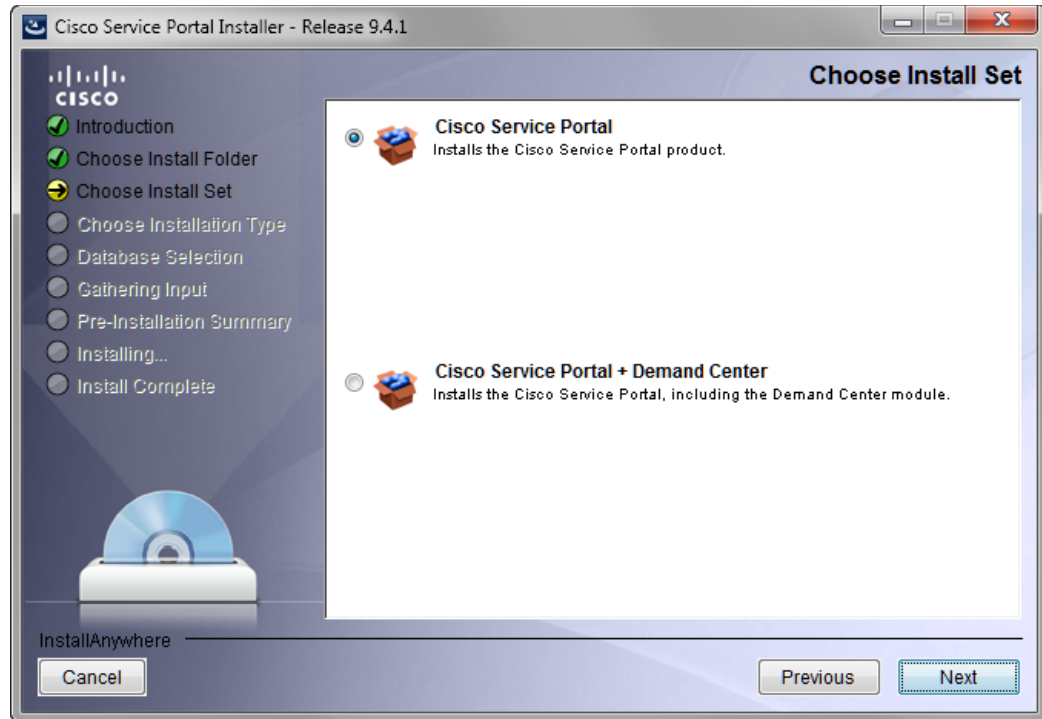 Cisco Service Portal Installer - Release 9.4.1
CISCO
Choose Install Set
Introduction
Choose Install Folder
Choose Install Set
Choose Installation Type
Database Selection
Gathering Input
Pre-Installation Summary
Installing...
Install Complete
Cisco Service Portal
Installs the Cisco Service Portal product.
Cisco Service Portal + Demand Center
Installs the Cisco Service Portal, including the Demand Center module.
InstallAnywhere
Cancel
Previous
Next